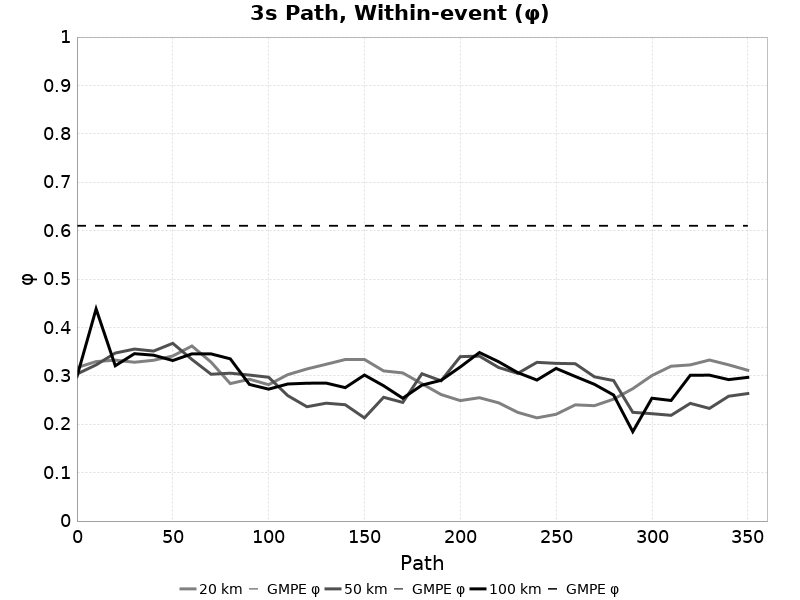 3s Path, Within-event (φ)
1
0.9
0.8
0.7
0.6
0.5
0.4
0.3
0.2
0.1
0
φ
0 50 100 150 200 250 300 350
Path
20 km GMPE φ 50 km GMPE φ 100 km GMPE φ